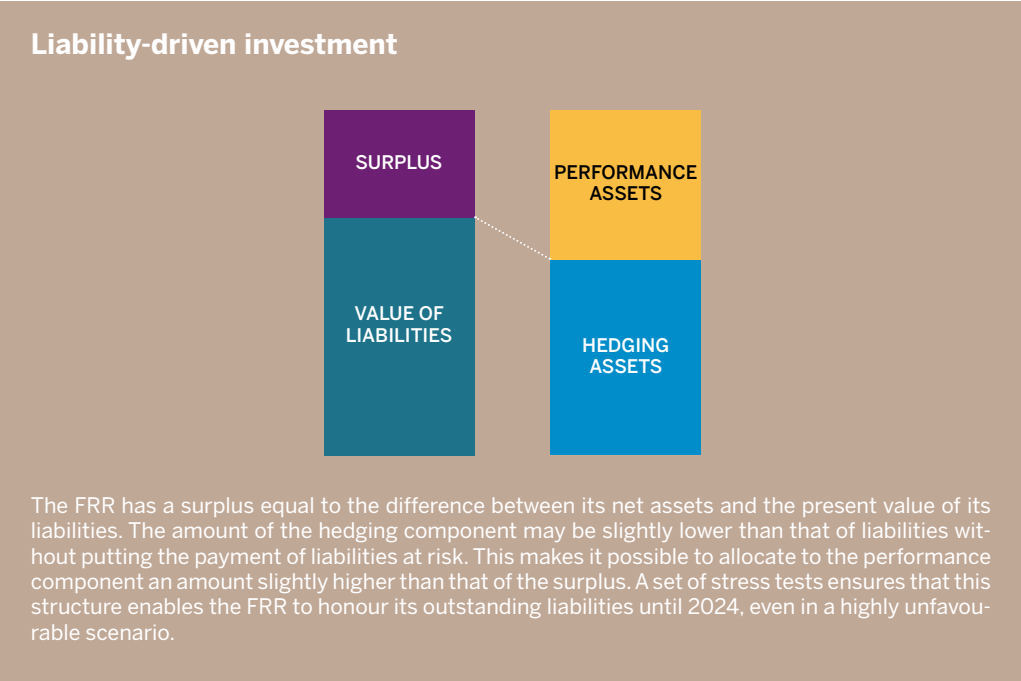 Liability-driven investment
SURPLUS
VALUE OF
LIABILITIES
PERFORMANCE
ASSETS
HEDGING
ASSETS
The FRR has a surplus equal to the difference between its net assets and the present value of its
liabilities. The amount of the hedging component may be slightly lower than that of liabilities wit-
hout putting the payment of liabilities at risk. This makes it possible to allocate to the performance
component an amount slightly higher than that of the surplus. A set of stress tests ensures that this
structure enables the FRR to honour its outstanding liabilities until 2024, even in a highly unfavou-
rable scenario.